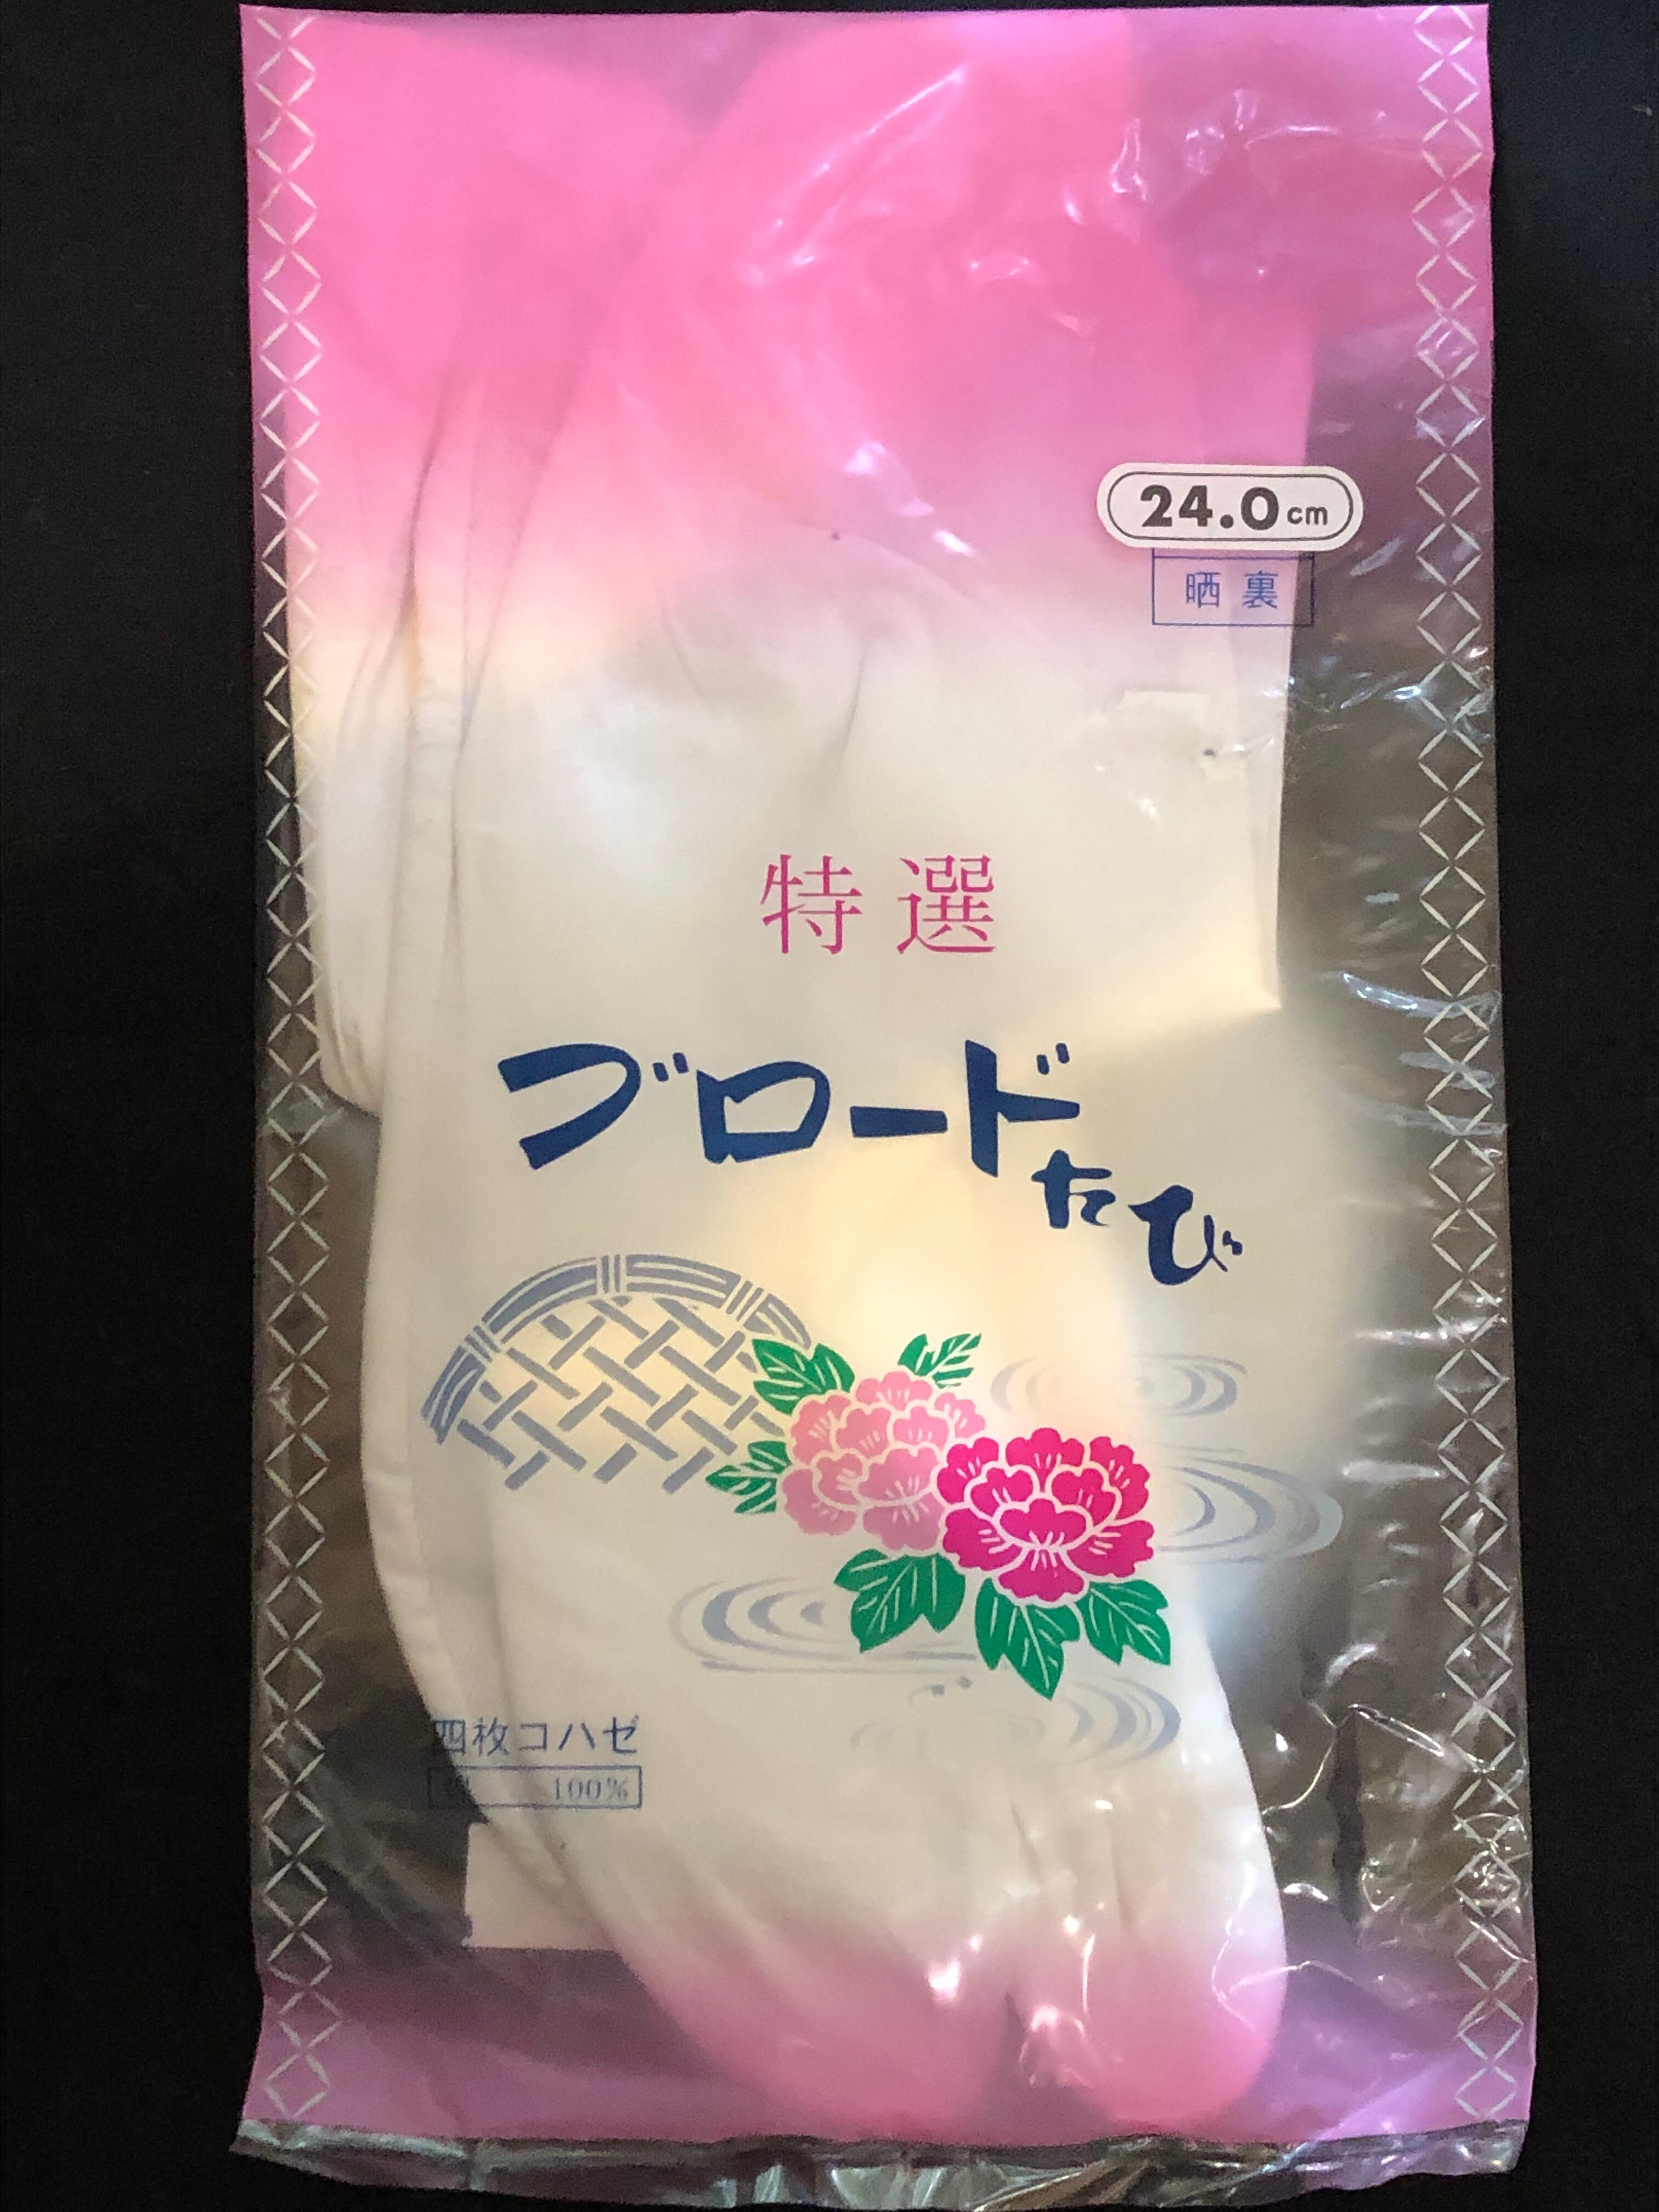 24.0cm
晒裏
特選
ブロード
たび
四枚コハゼ
100%